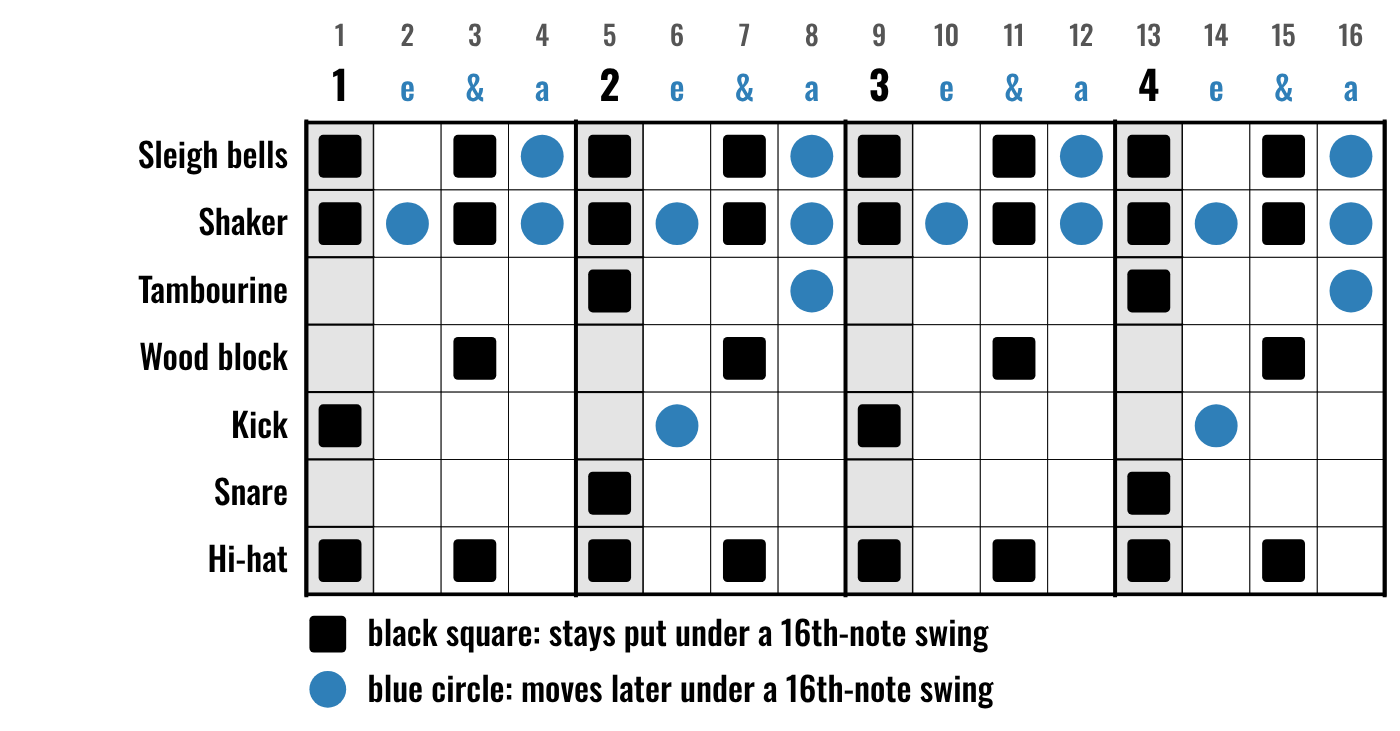 1 2 3 4 5 6 7 8 9 10 11 12 13 14 15 16
1 e & a 2 e & a 3 e & a 4 e & a
Sleigh bells
Shaker
Tambourine
Wood block
Kick
Snare
Hi-hat
black square: stays put under a 16th-note swing
blue circle: moves later under a 16th-note swing